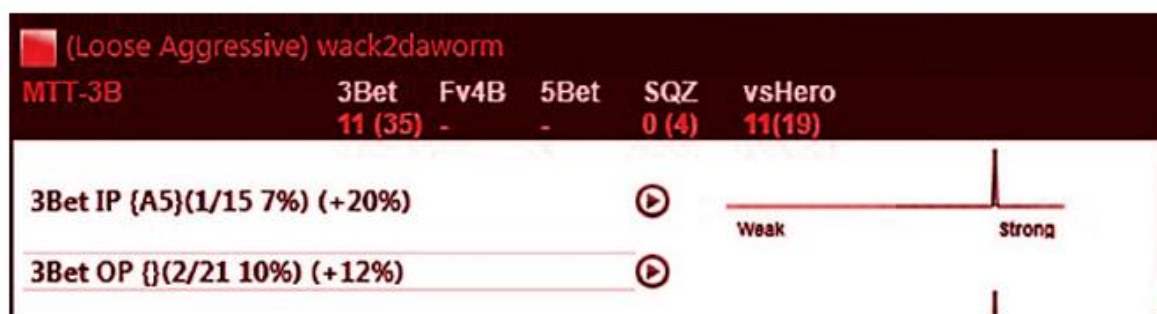 (Loose Aggressive) wack2daworm
MTT-3B 3Bet Fv4B 5Bet SQZ vsHero
11 (35) - - 0 (4) 11(19)
3Bet IP {A5}(1/15 7%) (+20%)
Weak Strong
3Bet OP {}(2/21 10%) (+12%)